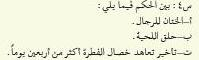 س٤ : بين الحكم فيما يلي :
أ-الختان للرجال.
ب-حلق اللحية.
ت-تأخير تعاهد خصال الفطرة أكثر من أربعين يوماً.